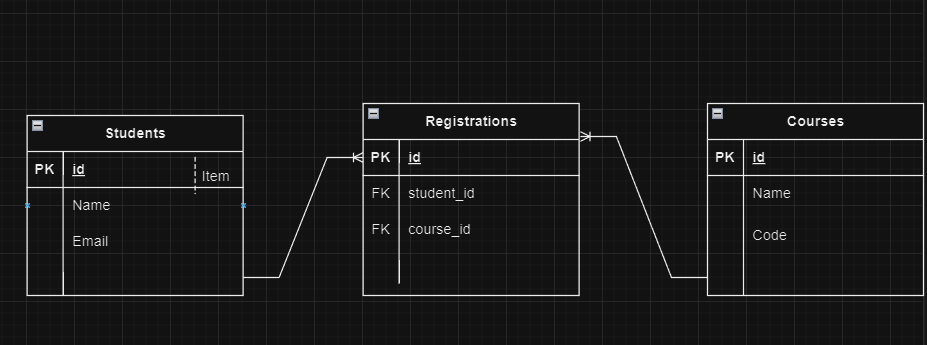 Students
PK id
Item
Name
Email
Registrations
PK id
FK student_id
FK course_id
Courses
PK id
Name
Code